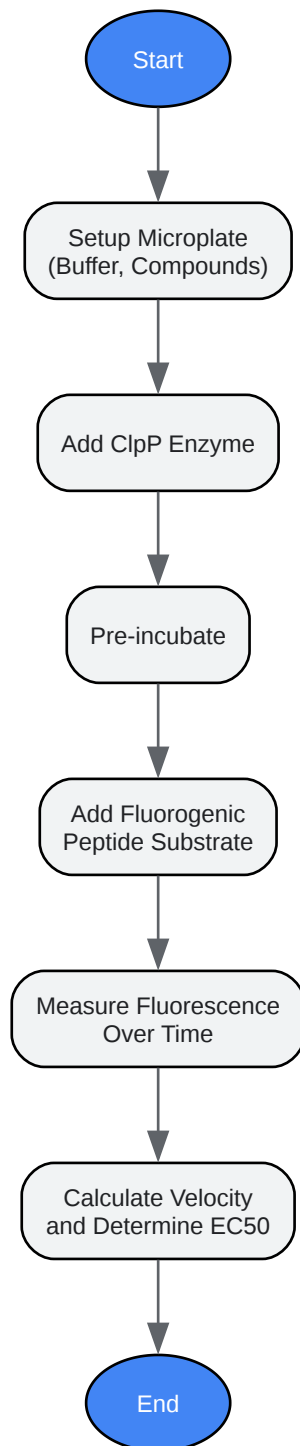 Start
Setup Microplate
(Buffer, Compounds)
Add ClpP Enzyme
Pre-incubate
Add Fluorogenic
Peptide Substrate
Measure Fluorescence
Over Time
Calculate Velocity
and Determine EC50
End